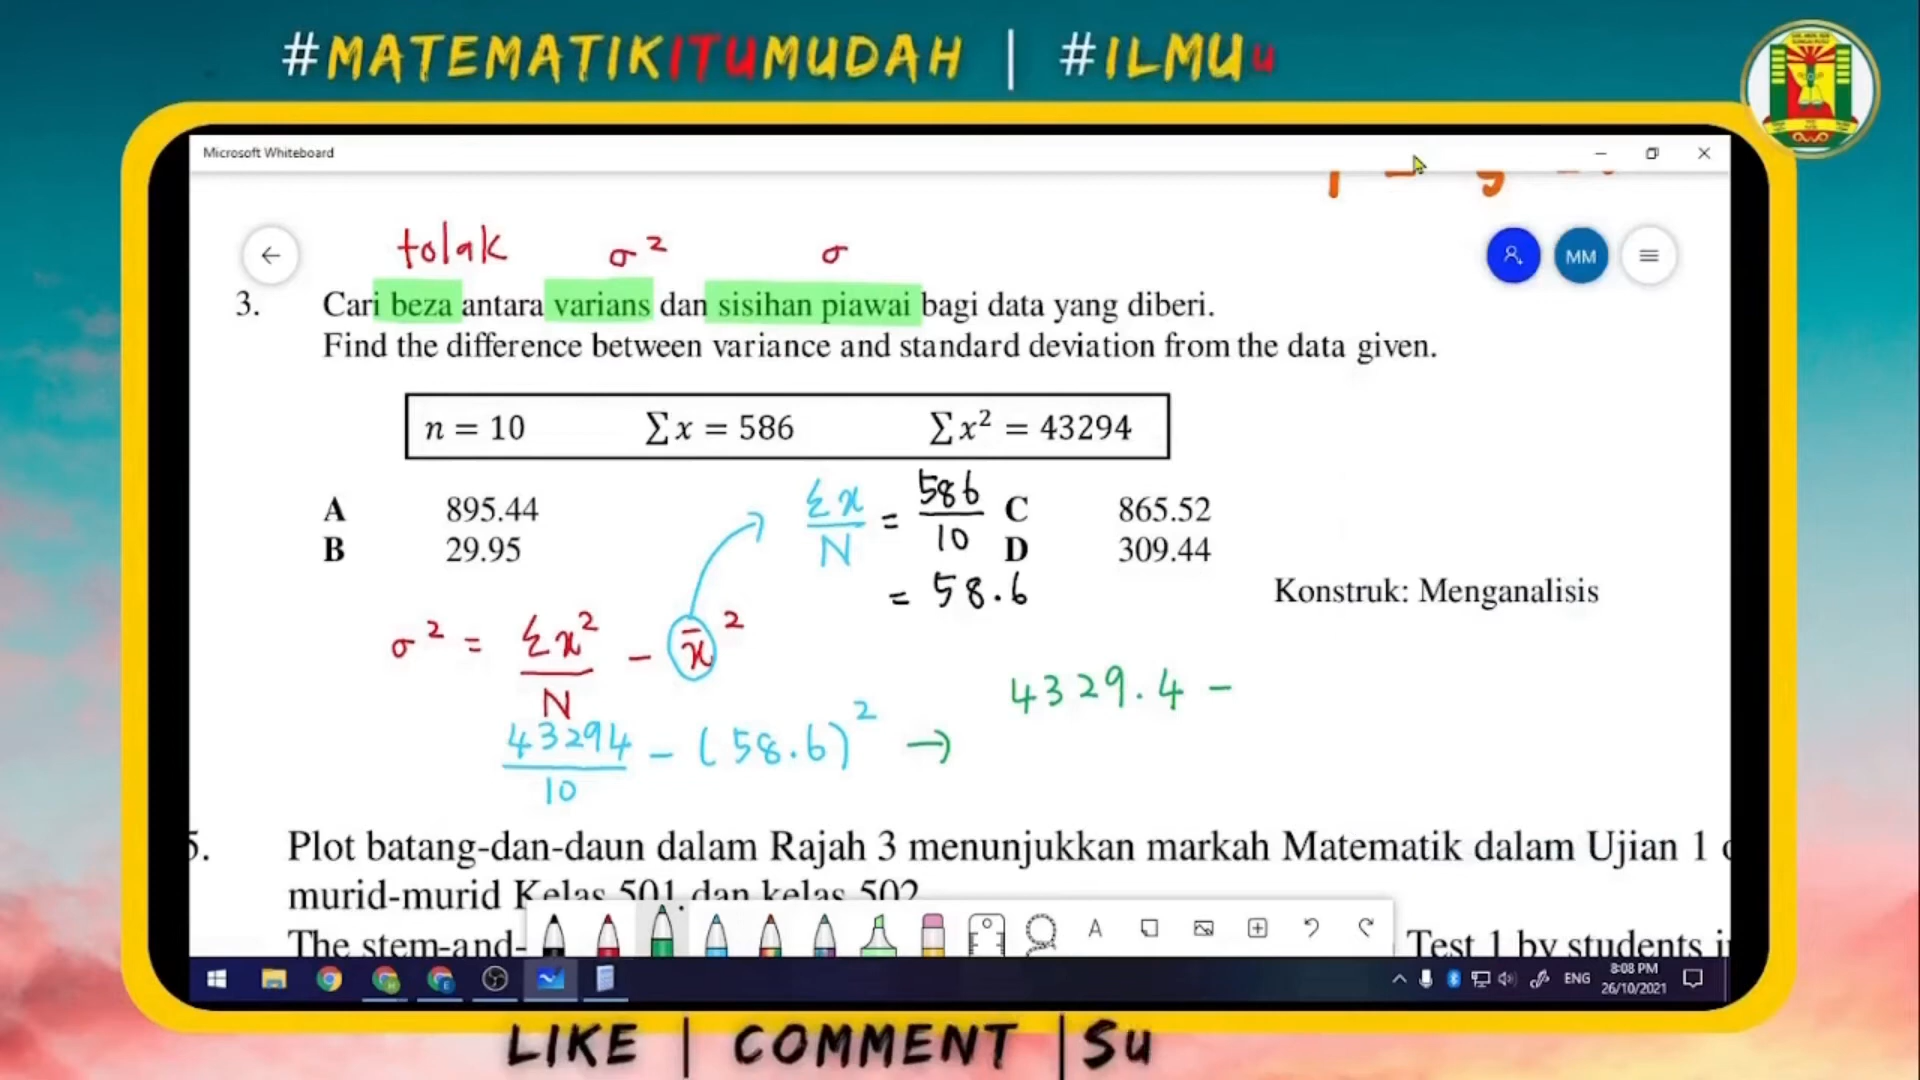 #MATEMATIKITUMUDAH | #ILMUu
Microsoft Whiteboard
MM
tolak σ² σ
3. Cari beza antara varians dan sisihan piawai bagi data yang diberi.
Find the difference between variance and standard deviation from the data given.
n = 10 ∑x = 586 ∑x² = 43294
A 895.44 C 865.52
B 29.95 D 309.44
Σx/N = 586/10
= 58.6
Konstruk: Menganalisis
σ² = Σx²/N - x̄²
43294/10 - (58.6)² → 4329.4 -
5. Plot batang-dan-daun dalam Rajah 3 menunjukkan markah Matematik dalam Ujian 1
murid-murid Kelas 501 dan kelas 502
The stem-and- Test 1 by students
ENG 8:08 PM
26/10/2021
LIKE | COMMENT |Su